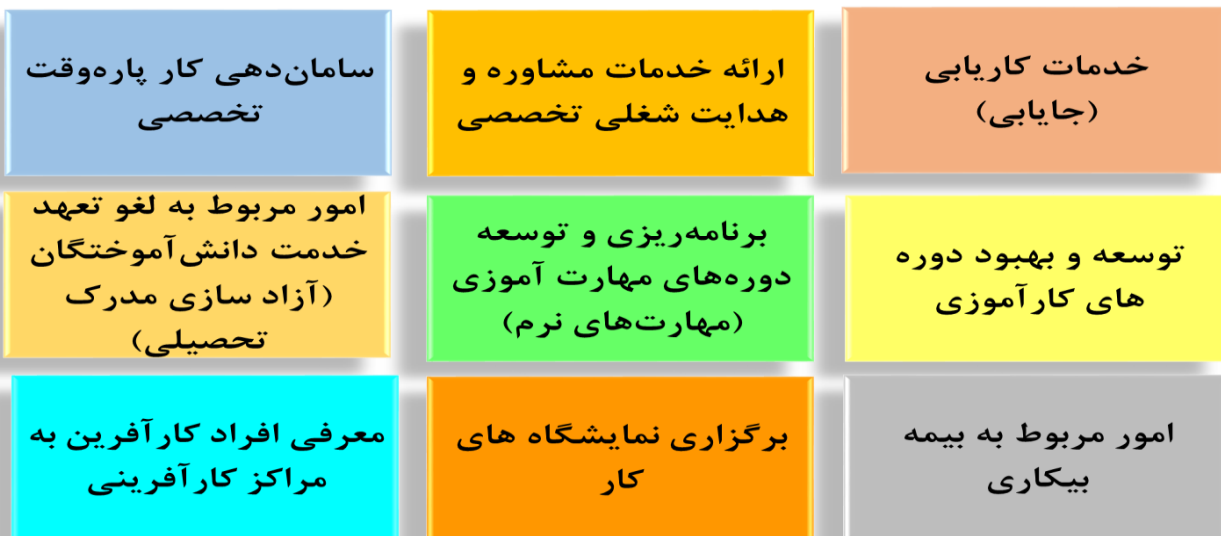 خدمات کاریابی
(جایابی)
ارائه خدمات مشاوره و
هدایت شغلی تخصصی
سامان‌دهی کار پاره‌وقت
تخصصی
توسعه و بهبود دوره
های کارآموزی
برنامه‌ریزی و توسعه
دوره‌های مهارت آموزی
(مهارت‌های نرم)
امور مربوط به لغو تعهد
خدمت دانش‌آموختگان
(آزاد سازی مدرک
تحصیلی)
امور مربوط به بیمه
بیکاری
برگزاری نمایشگاه های
کار
معرفی افراد کارآفرین به
مراکز کارآفرینی